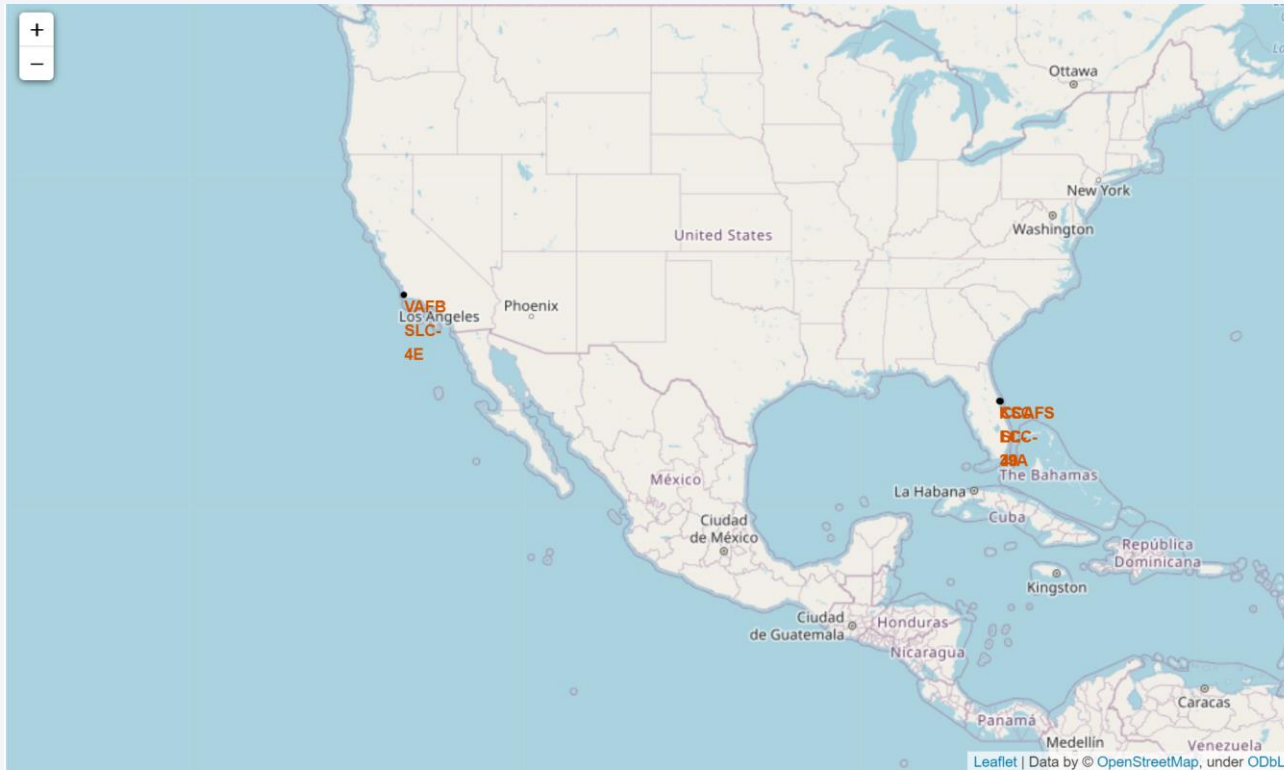 +
−
Ottawa
New York
Washington
United States
VAFB
Los Angeles
SLC-
4E
Phoenix
The Bahamas
México
La Habana
Cuba
Ciudad
de México
República
Dominicana
Kingston
Ciudad
de Guatemala
Honduras
Nicaragua
Caracas
Panamá
Medellín
Venezuela
Leaflet | Data by © OpenStreetMap, under ODbL